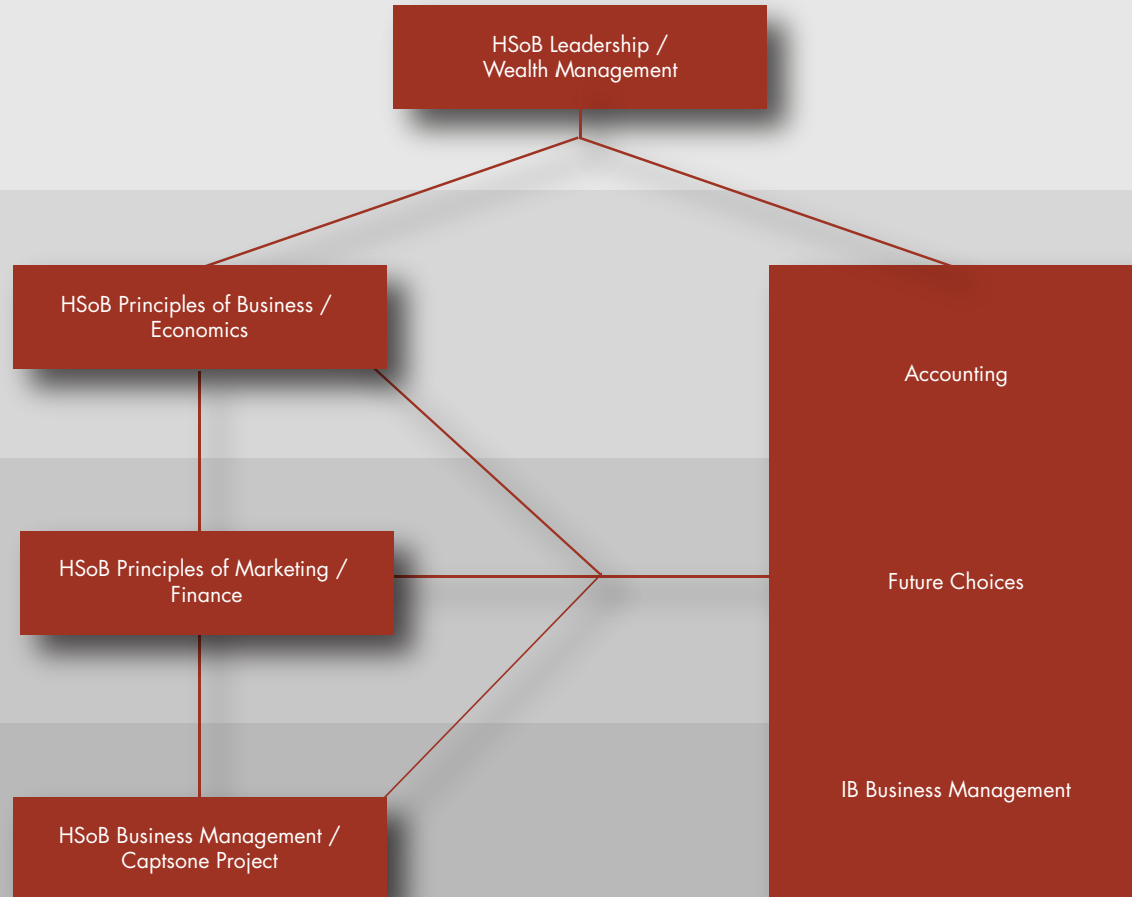 HSoB Leadership /
Wealth Management
HSoB Principles of Business /
Economics
Accounting
HSoB Principles of Marketing /
Finance
Future Choices
IB Business Management
HSoB Business Management /
Captsone Project